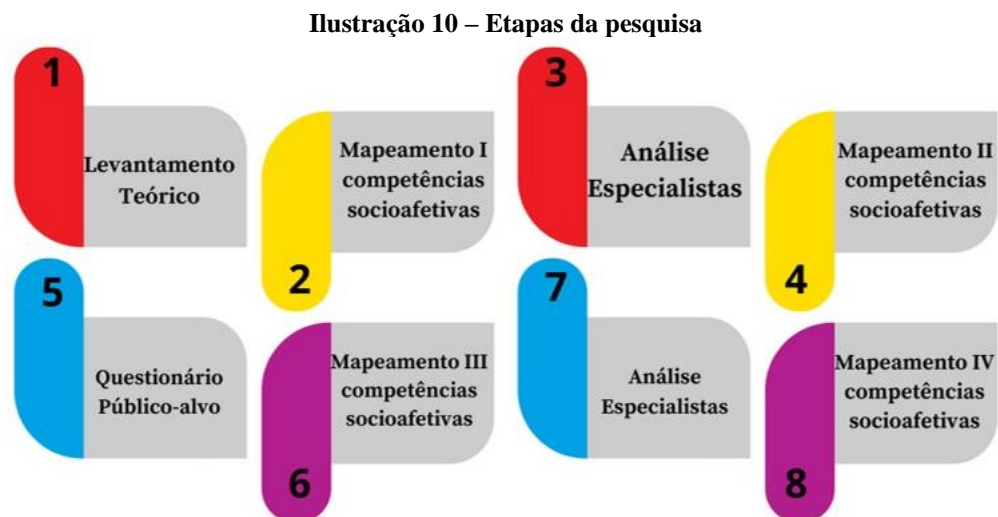 Ilustração 10 – Etapas da pesquisa
1
Levantamento
Teórico
2
Mapeamento I
competências
socioafetivas
3
Análise
Especialistas
4
Mapeamento II
competências
socioafetivas
5
Questionário
Público-alvo
6
Mapeamento III
competências
socioafetivas
7
Análise
Especialistas
8
Mapeamento IV
competências
socioafetivas